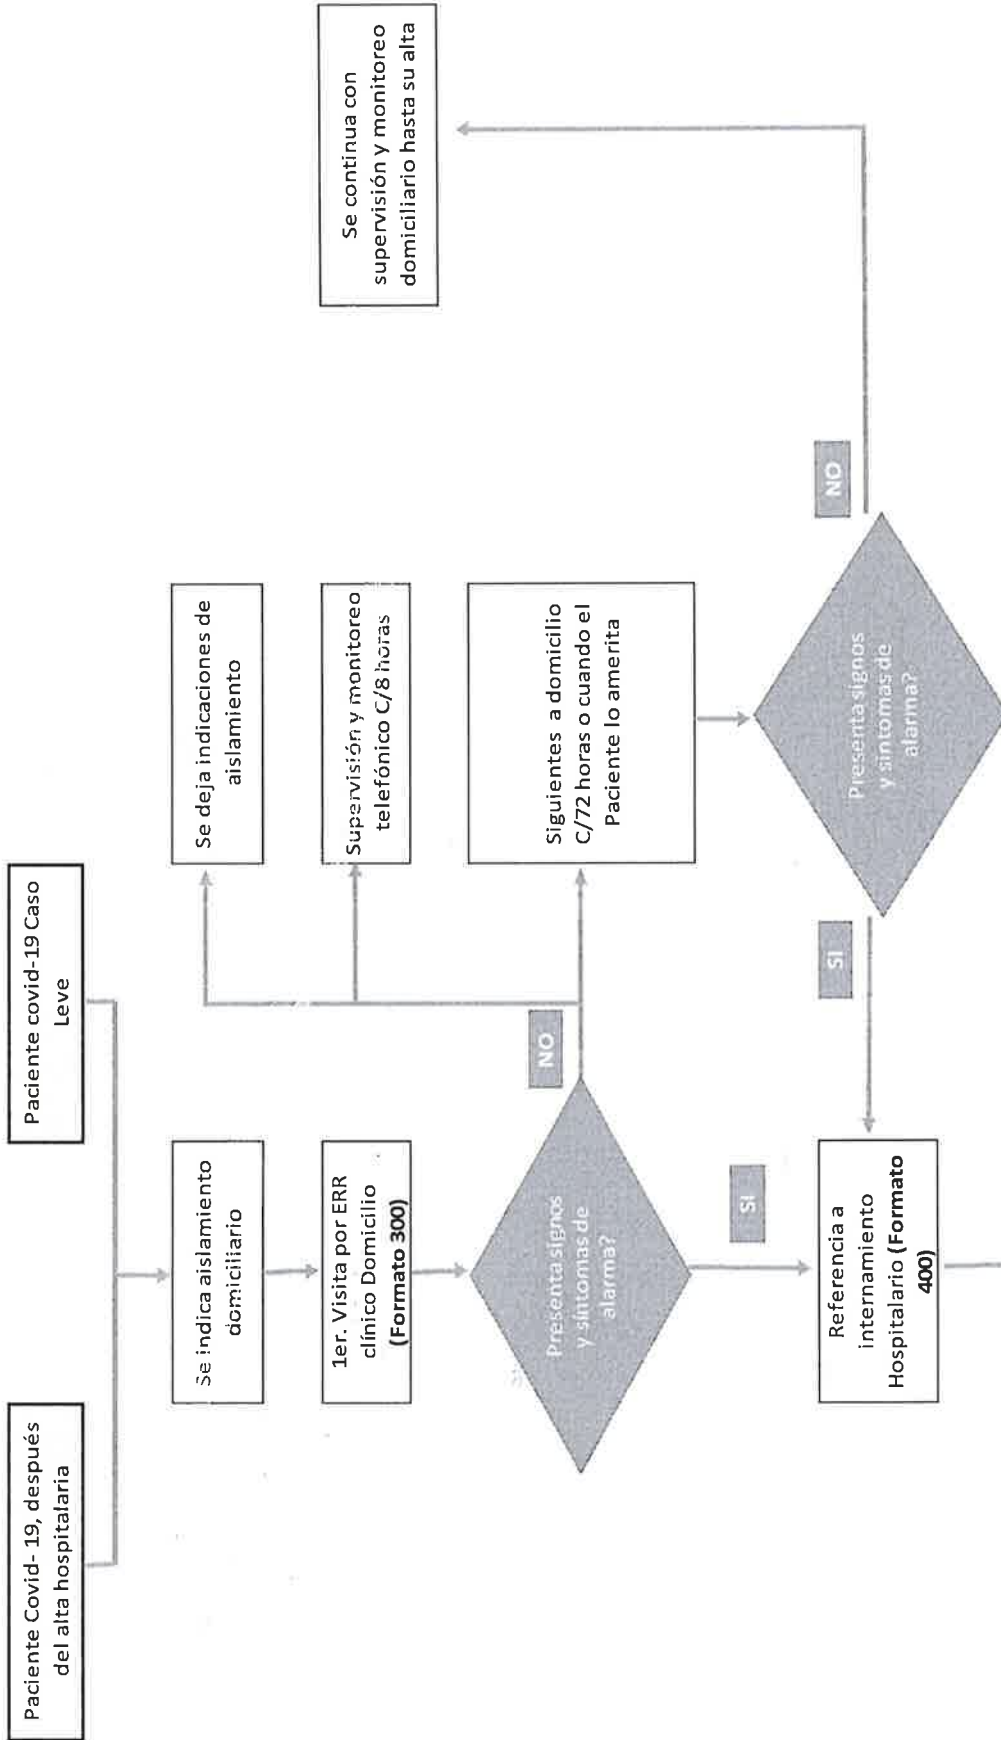 Paciente Covid- 19, después
del alta hospitalaria
Paciente covid-19 Caso
Leve
Se indica aislamiento
domiciliario
Se deja indicaciones de
aislamiento
1er. Visita por ERR
clínico Domicilio
(Formato 300)
Supervisión y monitoreo
telefónico C/8 horas
Se continua con
supervisión y monitoreo
domiciliario hasta su alta
Presenta signos
y síntomas de
alarma?
NO
Siguientes a domicilio
C/72 horas o cuando el
Paciente lo amerita
SI
Referencia a
internamiento
Hospitalario (Formato
400)
SI
Presenta signos
y síntomas de
alarma?
NO